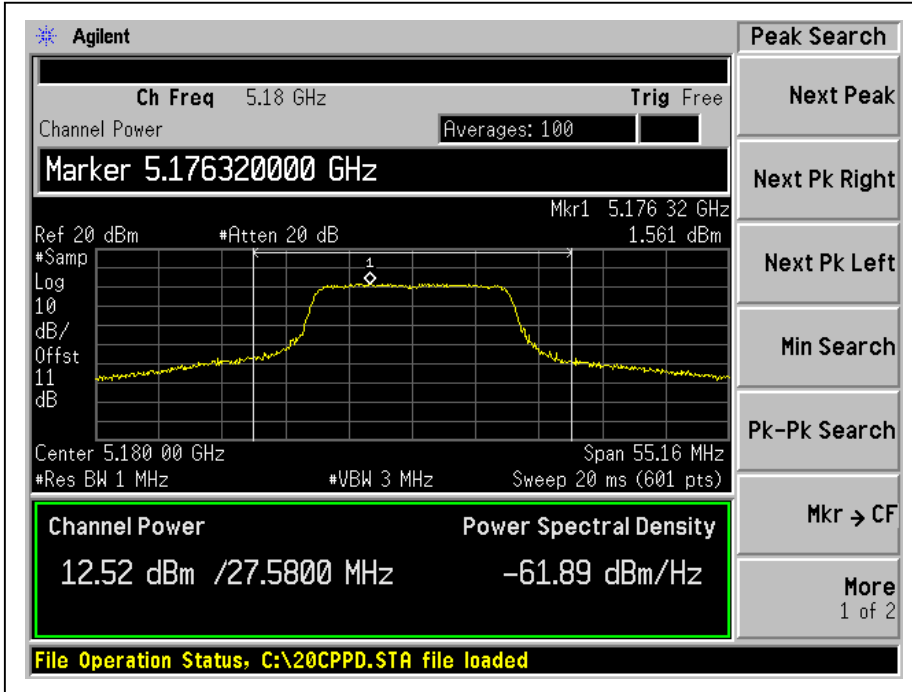 Agilent
Peak Search
Ch Freq 5.18 GHz Trig Free
Channel Power Averages: 100
Marker 5.176320000 GHz
Mkr1 5.176 32 GHz
Ref 20 dBm #Atten 20 dB 1.561 dBm
#Samp
Log
10
dB/
Offst
11
dB
1
Center 5.180 00 GHz Span 55.16 MHz
#Res BW 1 MHz #VBW 3 MHz Sweep 20 ms (601 pts)
Channel Power Power Spectral Density
12.52 dBm /27.5800 MHz -61.89 dBm/Hz
File Operation Status, C:\20CPPD.STA file loaded
Next Peak
Next Pk Right
Next Pk Left
Min Search
Pk-Pk Search
Mkr → CF
More
1 of 2